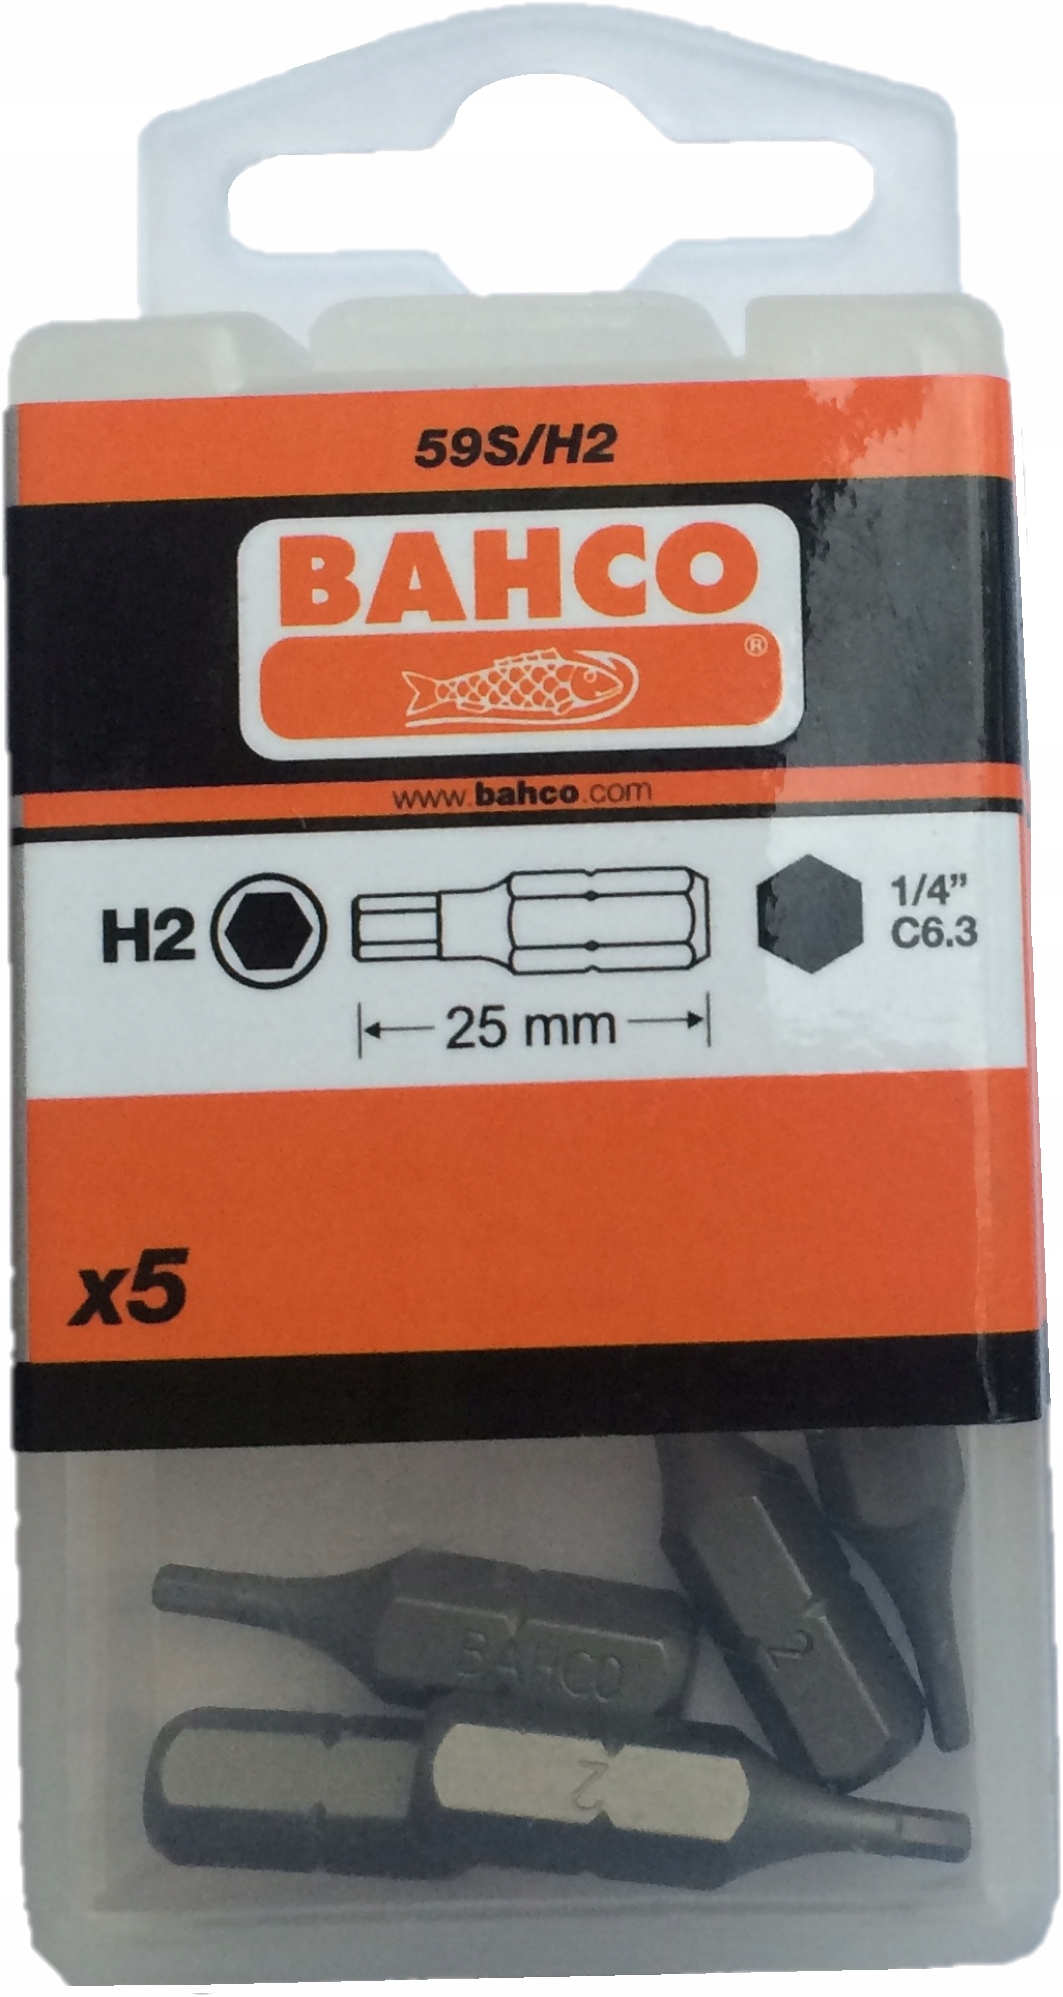 59S/H2
BAHCO
®
www.bahco.com
H2
1/4”
C6.3
25 mm
x5
2
BAHCO
2